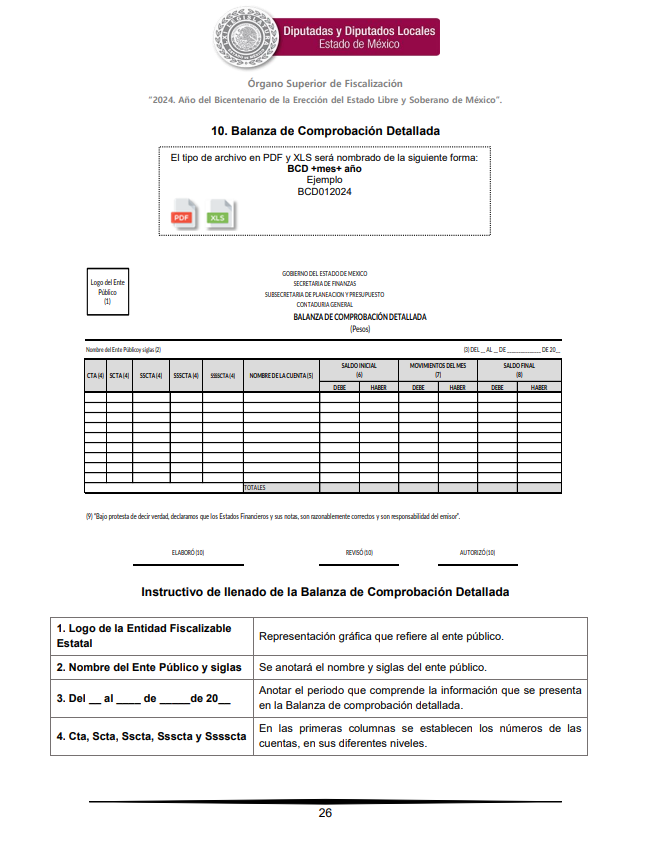 Diputadas y Diputados Locales
Estado de México
Órgano Superior de Fiscalización
"2024. Año del Bicentenario de la Erección del Estado Libre y Soberano de México".
10. Balanza de Comprobación Detallada
El tipo de archivo en PDF y XLS será nombrado de la siguiente forma:
BCD +mes+ año
Ejemplo
BCD012024
PDF XLS
Logo del Ente
Público
(1)
GOBIERNO DEL ESTADO DE MEXICO
SECRETARIA DE FINANZAS
SUBSECRETARIA DE PLANEACION Y PRESUPUESTO
CONTADURIA GENERAL
BALANZA DE COMPROBACIÓN DETALLADA
(Pesos)
Nombre del Ente Público y siglas (2) (3) DEL __ AL __ DE ____________ DE 20__
CTA (4) SCTA (4) SSCTA (4) SSSCTA (4) SSSSCTA (4) NOMBRE DE LA CUENTA (5) SALDO INICIAL (6) MOVIMIENTOS DEL MES (7) SALDO FINAL (8)
DEBE HABER DEBE HABER DEBE HABER
TOTALES
(9) "Bajo protesta de decir verdad, declaramos que los Estados Financieros y sus notas, son razonablemente correctos y son responsabilidad del emisor".
ELABORÓ (10) REVISÓ (10) AUTORIZÓ (10)
Instructivo de llenado de la Balanza de Comprobación Detallada
1. Logo de la Entidad Fiscalizable
Estatal
Representación gráfica que refiere al ente público.
2. Nombre del Ente Público y siglas
Se anotará el nombre y siglas del ente público.
3. Del __ al ____ de _____de 20__
Anotar el periodo que comprende la información que se presenta
en la Balanza de comprobación detallada.
4. Cta, Scta, Sscta, Ssscta y Sssscta
En las primeras columnas se establecen los números de las
cuentas, en sus diferentes niveles.
26